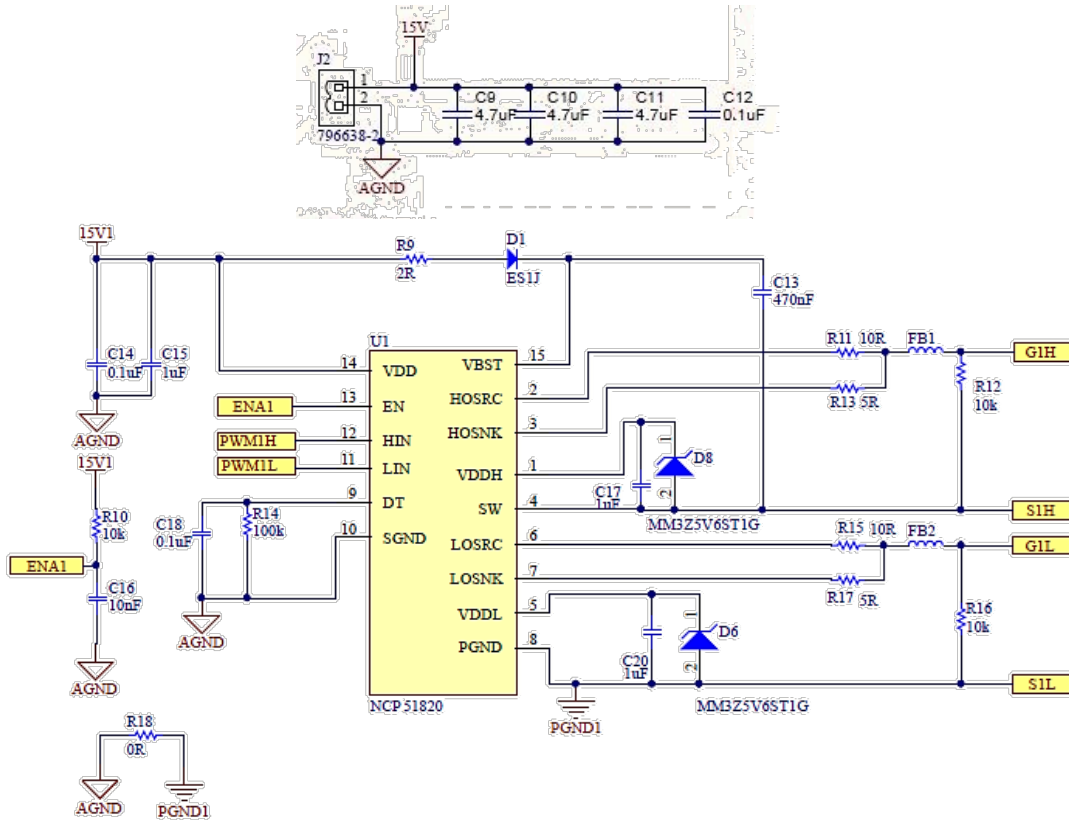 15V
J2
1
2
796638-2
C9
4.7uF
C10
4.7uF
C11
4.7uF
C12
0.1uF
AGND
15V1
R9
2R
D1
ES1J
C13
470nF
C14
0.1uF
C15
1uF
AGND
U1
14
VDD
VBST
15
13
EN
HOSRC
2
12
HIN
HOSNK
3
11
LIN
VDDH
1
9
DT
SW
4
10
SGND
LOSRC
6
LOSNK
7
VDDL
5
PGND
8
NCP51820
ENA1
PWM1H
PWM1L
R11 10R
R13 5R
FB1
R12
10k
G1H
1
D8
2
C17
1uF
MM3Z5V6ST1G
S1H
R15 10R
R17 5R
FB2
G1L
R16
10k
1
D6
2
C20
1uF
MM3Z5V6ST1G
S1L
PGND1
15V1
R10
10k
ENA1
C16
10nF
AGND
C18
0.1uF
R14
100k
AGND
R18
0R
AGND
PGND1